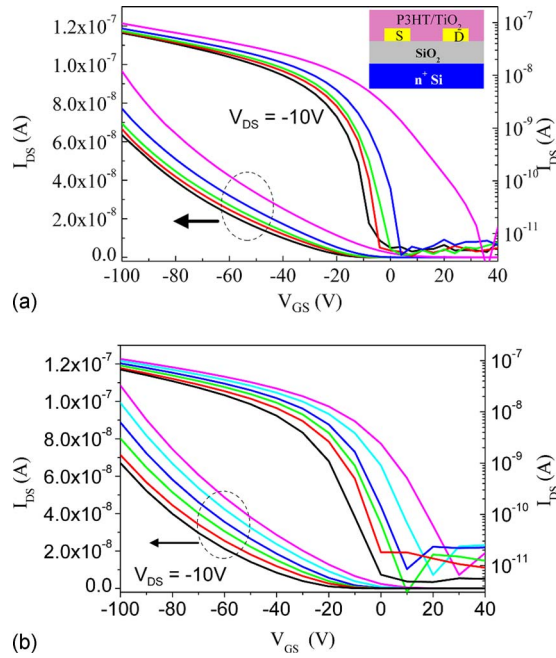 1.2x10⁻⁷
1.0x10⁻⁷
8.0x10⁻⁸
6.0x10⁻⁸
4.0x10⁻⁸
2.0x10⁻⁸
0.0
I_DS (A)
V_DS = -10V
P3HT/TiO₂
S
D
SiO₂
n⁺ Si
10⁻⁷
10⁻⁸
10⁻⁹
10⁻¹⁰
10⁻¹¹
I_DS (A)
-100
-80
-60
-40
-20
0
20
40
V_GS (V)
(a)
1.2x10⁻⁷
1.0x10⁻⁷
8.0x10⁻⁸
6.0x10⁻⁸
4.0x10⁻⁸
2.0x10⁻⁸
0.0
I_DS (A)
V_DS = -10V
10⁻⁷
10⁻⁸
10⁻⁹
10⁻¹⁰
10⁻¹¹
I_DS (A)
-100
-80
-60
-40
-20
0
20
40
V_GS (V)
(b)